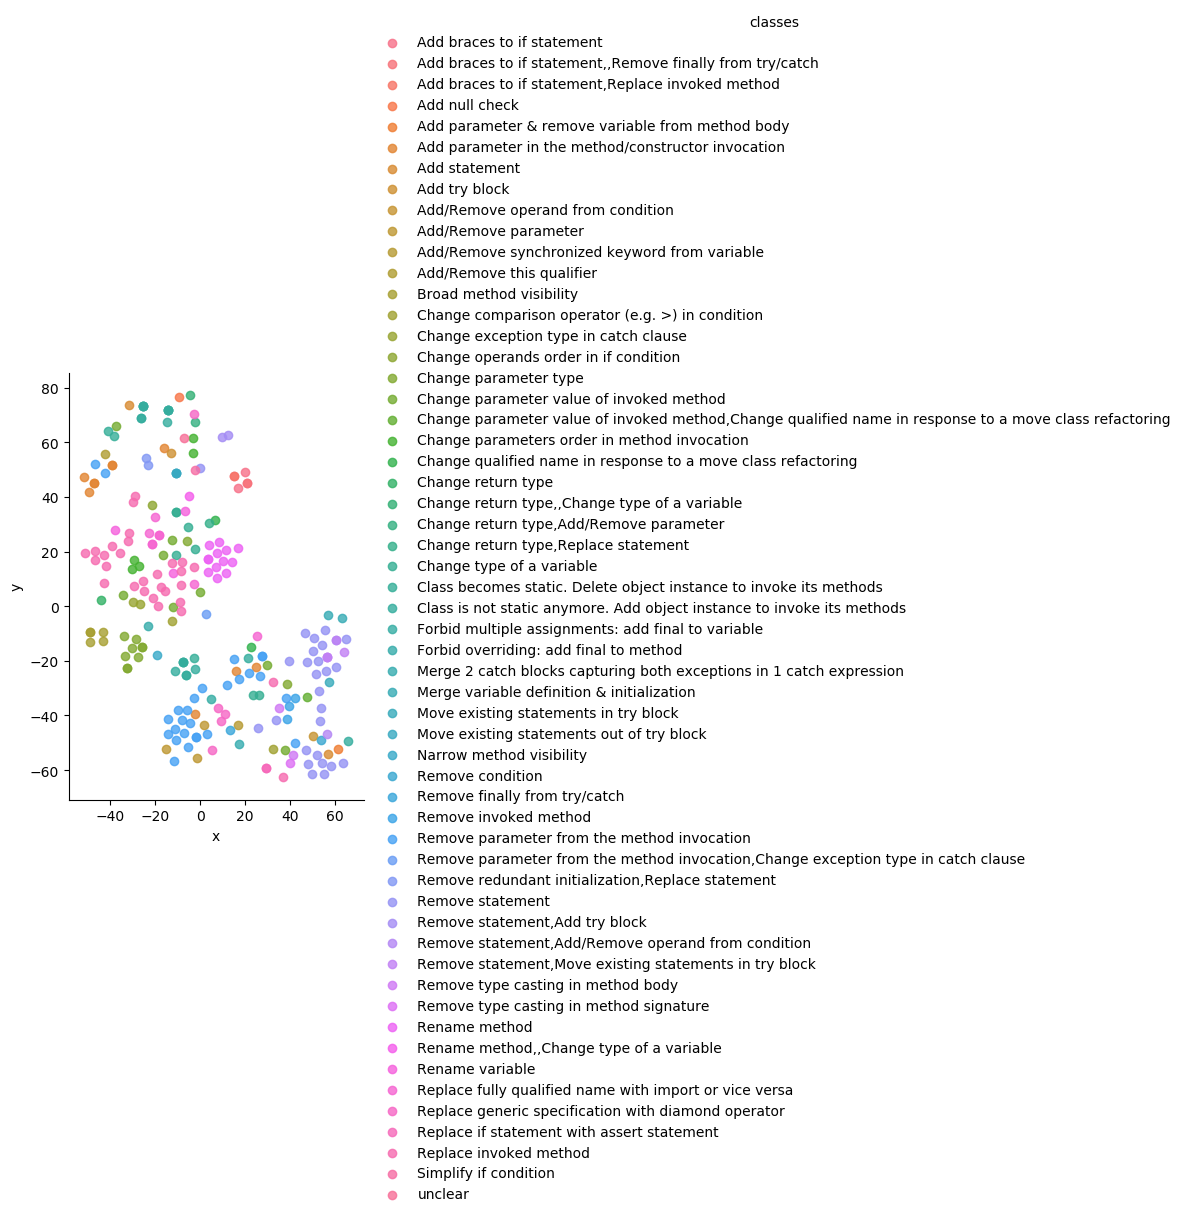 classes
Add braces to if statement
Add braces to if statement,,Remove finally from try/catch
Add braces to if statement,Replace invoked method
Add null check
Add parameter & remove variable from method body
Add parameter in the method/constructor invocation
Add statement
Add try block
Add/Remove operand from condition
Add/Remove parameter
Add/Remove synchronized keyword from variable
Add/Remove this qualifier
Broad method visibility
Change comparison operator (e.g. >) in condition
Change exception type in catch clause
Change operands order in if condition
Change parameter type
Change parameter value of invoked method
Change parameter value of invoked method,Change qualified name in response to a move class refactoring
Change parameters order in method invocation
Change qualified name in response to a move class refactoring
Change return type
Change return type,,Change type of a variable
Change return type,Add/Remove parameter
Change return type,Replace statement
Change type of a variable
Class becomes static. Delete object instance to invoke its methods
Class is not static anymore. Add object instance to invoke its methods
Forbid multiple assignments: add final to variable
Forbid overriding: add final to method
Merge 2 catch blocks capturing both exceptions in 1 catch expression
Merge variable definition & initialization
Move existing statements in try block
Move existing statements out of try block
Narrow method visibility
Remove condition
Remove finally from try/catch
Remove invoked method
Remove parameter from the method invocation
Remove parameter from the method invocation,Change exception type in catch clause
Remove redundant initialization,Replace statement
Remove statement
Remove statement,Add try block
Remove statement,Add/Remove operand from condition
Remove statement,Move existing statements in try block
Remove type casting in method body
Remove type casting in method signature
Rename method
Rename method,,Change type of a variable
Rename variable
Replace fully qualified name with import or vice versa
Replace generic specification with diamond operator
Replace if statement with assert statement
Replace invoked method
Simplify if condition
unclear
80
60
40
20
0
−20
−40
−60
y
−40 −20 0 20 40 60
x